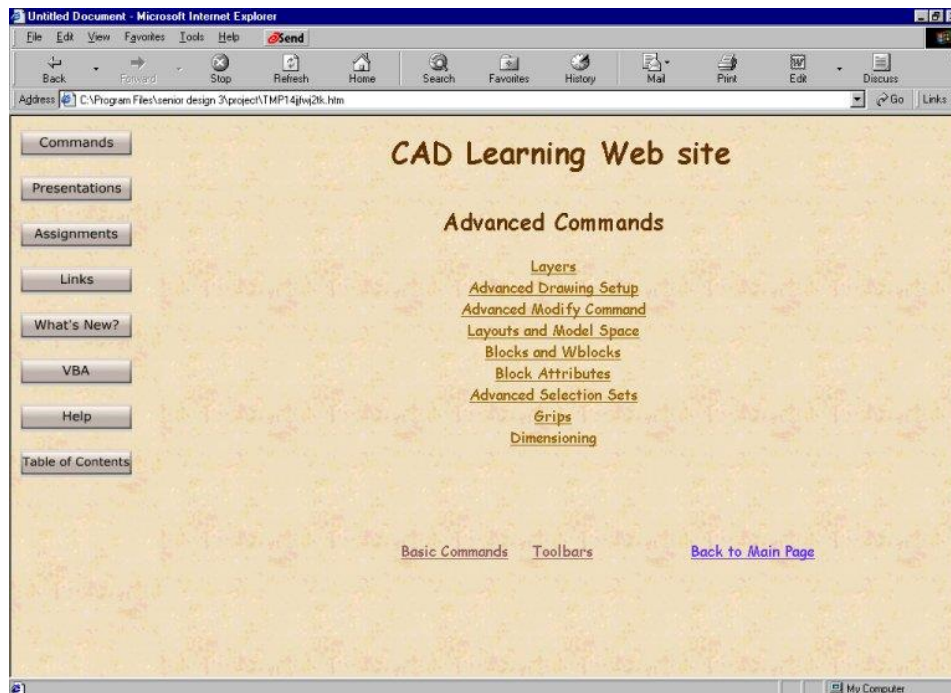 Untitled Document - Microsoft Internet Explorer
File Edit View Favorites Tools Help Send
Back Forward Stop Refresh Home Search Favorites History Mail Print Edit Discuss
Address C:\Program Files\senior design 3\project\TMP14jjfwj2tk.htm Go Links
Commands
Presentations
Assignments
Links
What's New?
VBA
Help
Table of Contents
CAD Learning Web site
Advanced Commands
Layers
Advanced Drawing Setup
Advanced Modify Command
Layouts and Model Space
Blocks and Wblocks
Block Attributes
Advanced Selection Sets
Grips
Dimensioning
Basic Commands Toolbars Back to Main Page
My Computer